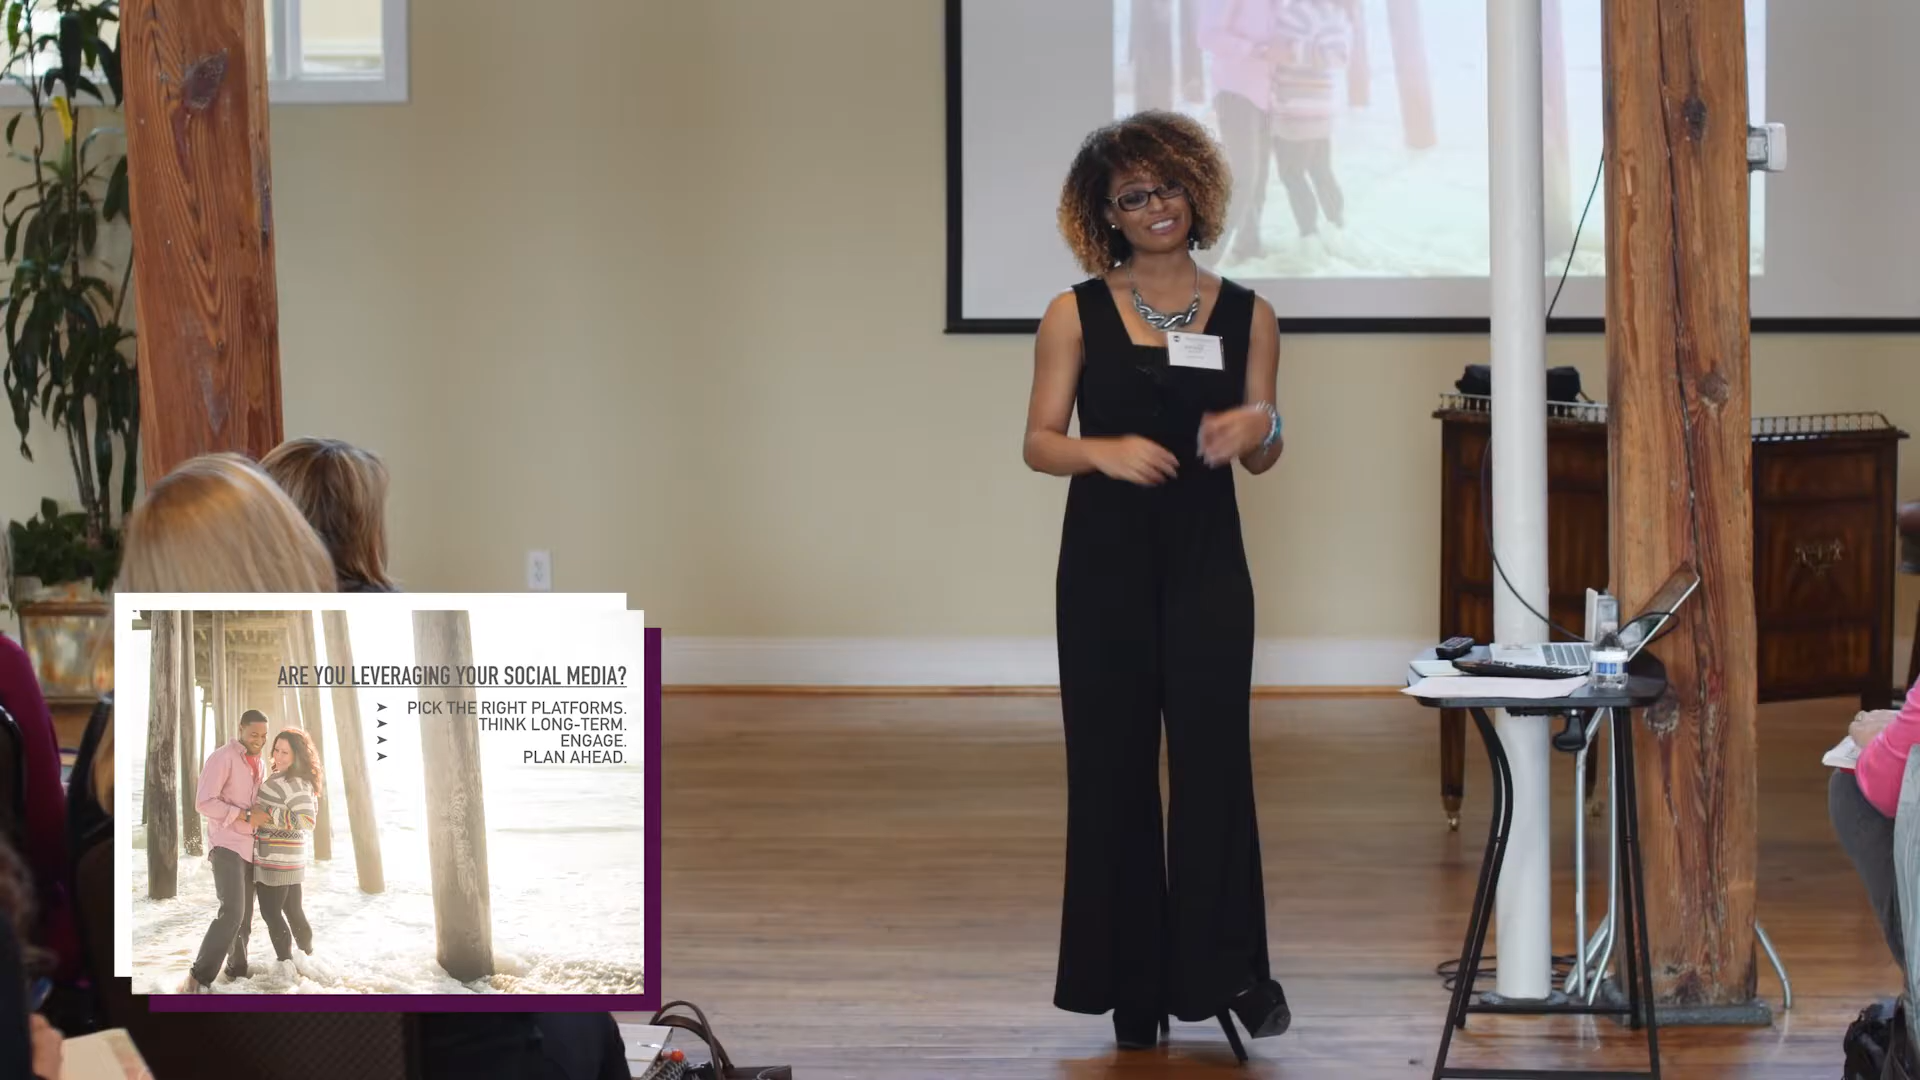 ARE YOU LEVERAGING YOUR SOCIAL MEDIA?
➤ PICK THE RIGHT PLATFORMS.
➤ THINK LONG-TERM.
➤ ENGAGE.
➤ PLAN AHEAD.